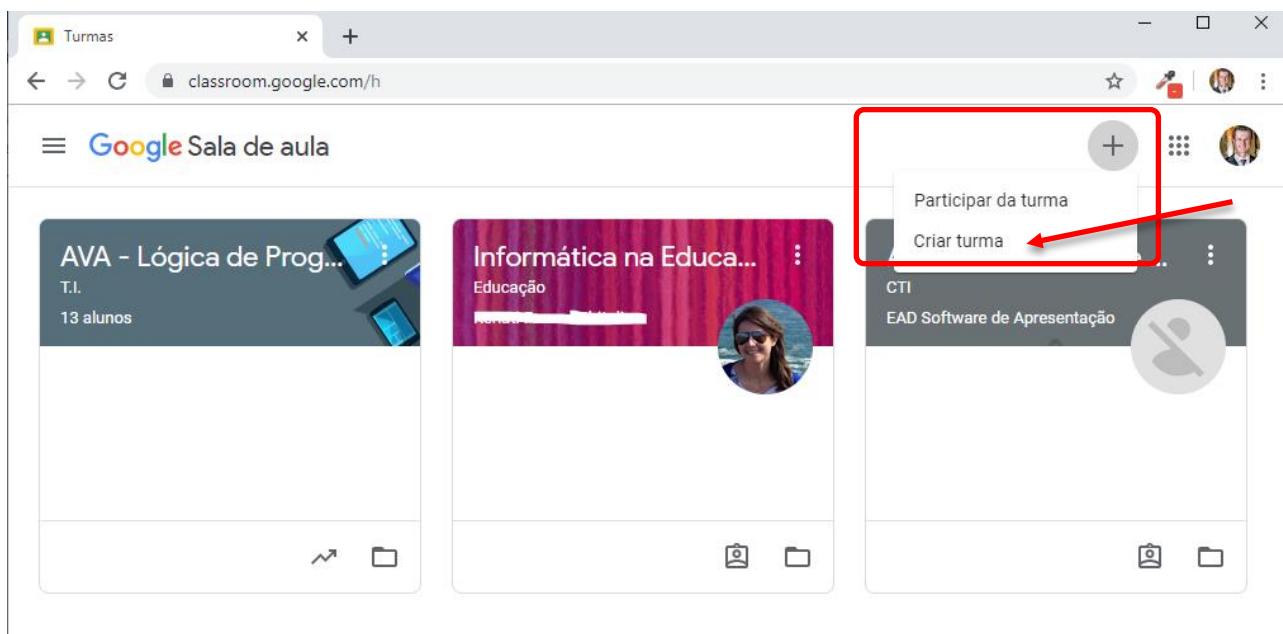 Turmas
classroom.google.com/h
Google Sala de aula
Participar da turma
Criar turma
AVA - Lógica de Prog...
T.I.
13 alunos
Informática na Educa...
Educação
CTI
EAD Software de Apresentação